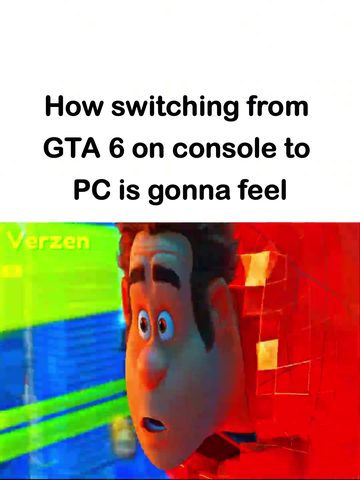 How switching from
GTA 6 on console to
PC is gonna feel
Verzen